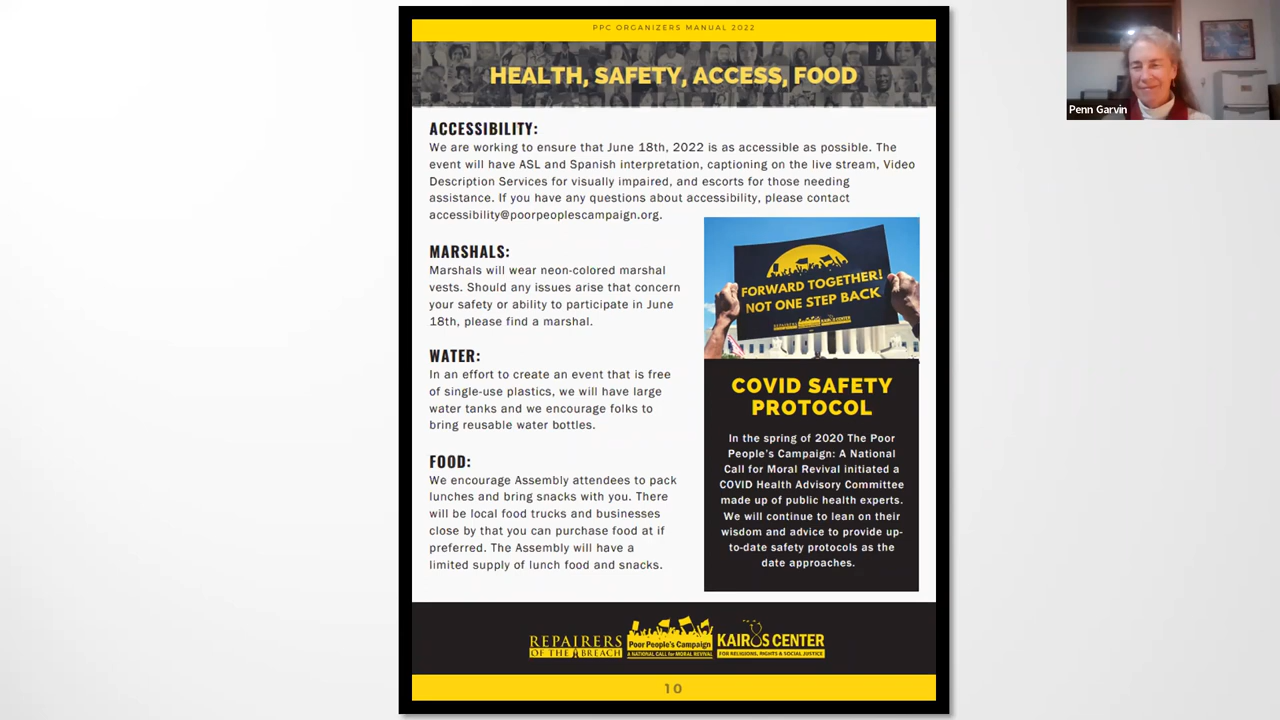 PPC ORGANIZERS MANUAL 2022
HEALTH, SAFETY, ACCESS, FOOD
ACCESSIBILITY:
We are working to ensure that June 18th, 2022 is as accessible as possible. The
event will have ASL and Spanish interpretation, captioning on the live stream, Video
Description Services for visually impaired, and escorts for those needing
assistance. If you have any questions about accessibility, please contact
accessibility@poorpeoplescampaign.org.
MARSHALS:
Marshals will wear neon-colored marshal
vests. Should any issues arise that concern
your safety or ability to participate in June
18th, please find a marshal.
WATER:
In an effort to create an event that is free
of single-use plastics, we will have large
water tanks and we encourage folks to
bring reusable water bottles.
FOOD:
We encourage Assembly attendees to pack
lunches and bring snacks with you. There
will be local food trucks and businesses
close by that you can purchase food at if
preferred. The Assembly will have a
limited supply of lunch food and snacks.
FORWARD TOGETHER!
NOT ONE STEP BACK
REPAIRERS
KAIROS CENTER
COVID SAFETY
PROTOCOL
In the spring of 2020 The Poor
People's Campaign: A National
Call for Moral Revival initiated a
COVID Health Advisory Committee
made up of public health experts.
We will continue to lean on their
wisdom and advice to provide up-
to-date safety protocols as the
date approaches.
REPAIRERS
OF THE BREACH
Poor People's Campaign
A NATIONAL CALL for MORAL REVIVAL
KAIROS CENTER
FOR RELIGIONS, RIGHTS & SOCIAL JUSTICE
10
Penn Garvin